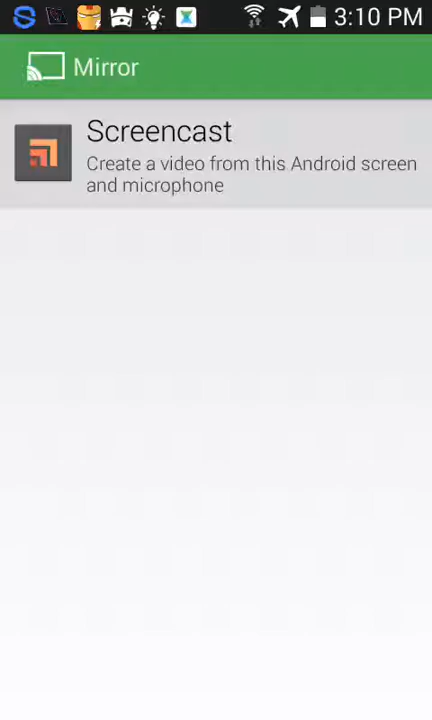 3:10 PM
Mirror
Screencast
Create a video from this Android screen
and microphone